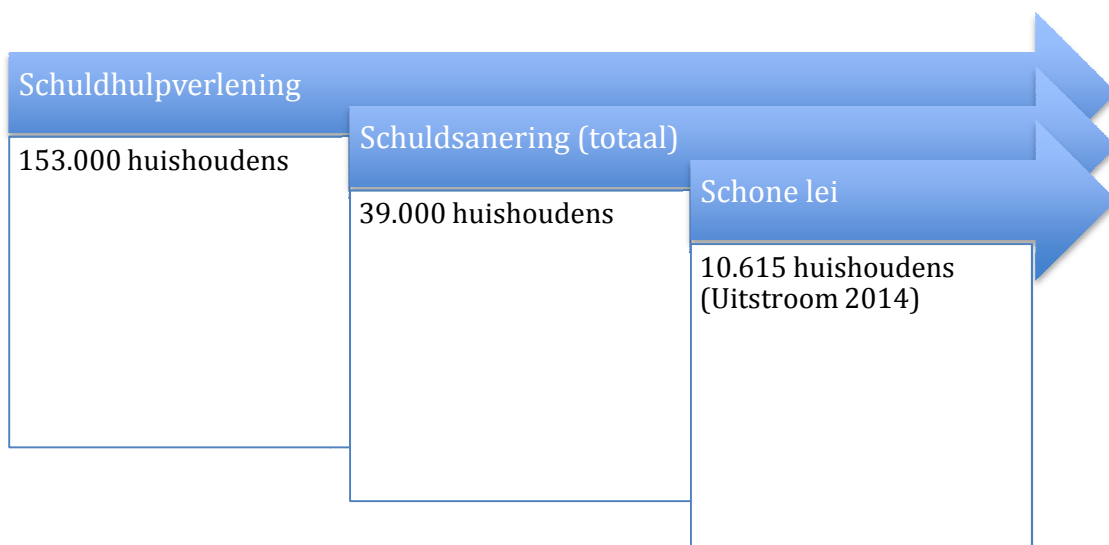 Schuldhulpverlening
153.000 huishoudens
Schuldsanering (totaal)
39.000 huishoudens
Schone lei
10.615 huishoudens
(Uitstroom 2014)